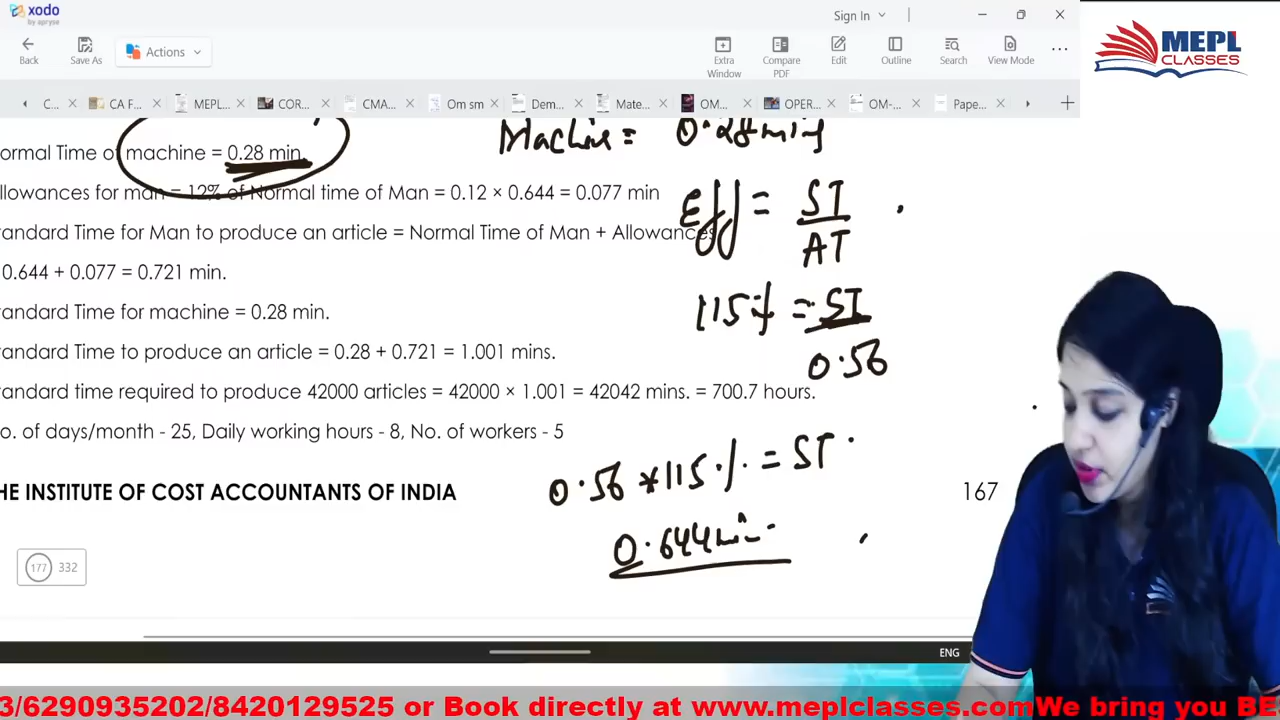 xodo
by apryse
Sign In
Back
Save As
Actions
Extra Window
Compare PDF
Edit
Outline
Search
View Mode
C...
CA F...
MEPL...
COR...
CMA...
Om sm
Dem...
Mate...
OM...
OPER...
OM-...
Pape...
MEPL
CLASSES
ormal Time of machine = 0.28 min.
llowances for man = 12% of Normal time of Man = 0.12 × 0.644 = 0.077 min
andard Time for Man to produce an article = Normal Time of Man + Allowances
0.644 + 0.077 = 0.721 min.
andard Time for machine = 0.28 min.
andard Time to produce an article = 0.28 + 0.721 = 1.001 mins.
andard time required to produce 42000 articles = 42000 × 1.001 = 42042 mins. = 700.7 hours.
o. of days/month - 25, Daily working hours - 8, No. of workers - 5
HE INSTITUTE OF COST ACCOUNTANTS OF INDIA
167
Machine = 0.28 min
Eff = ST
AT
115% = ST
0.56
0.56 * 115% = ST
0.644 min
177 332
ENG
3/6290935202/8420129525 or Book directly at www.meplclasses.comWe bring you BE